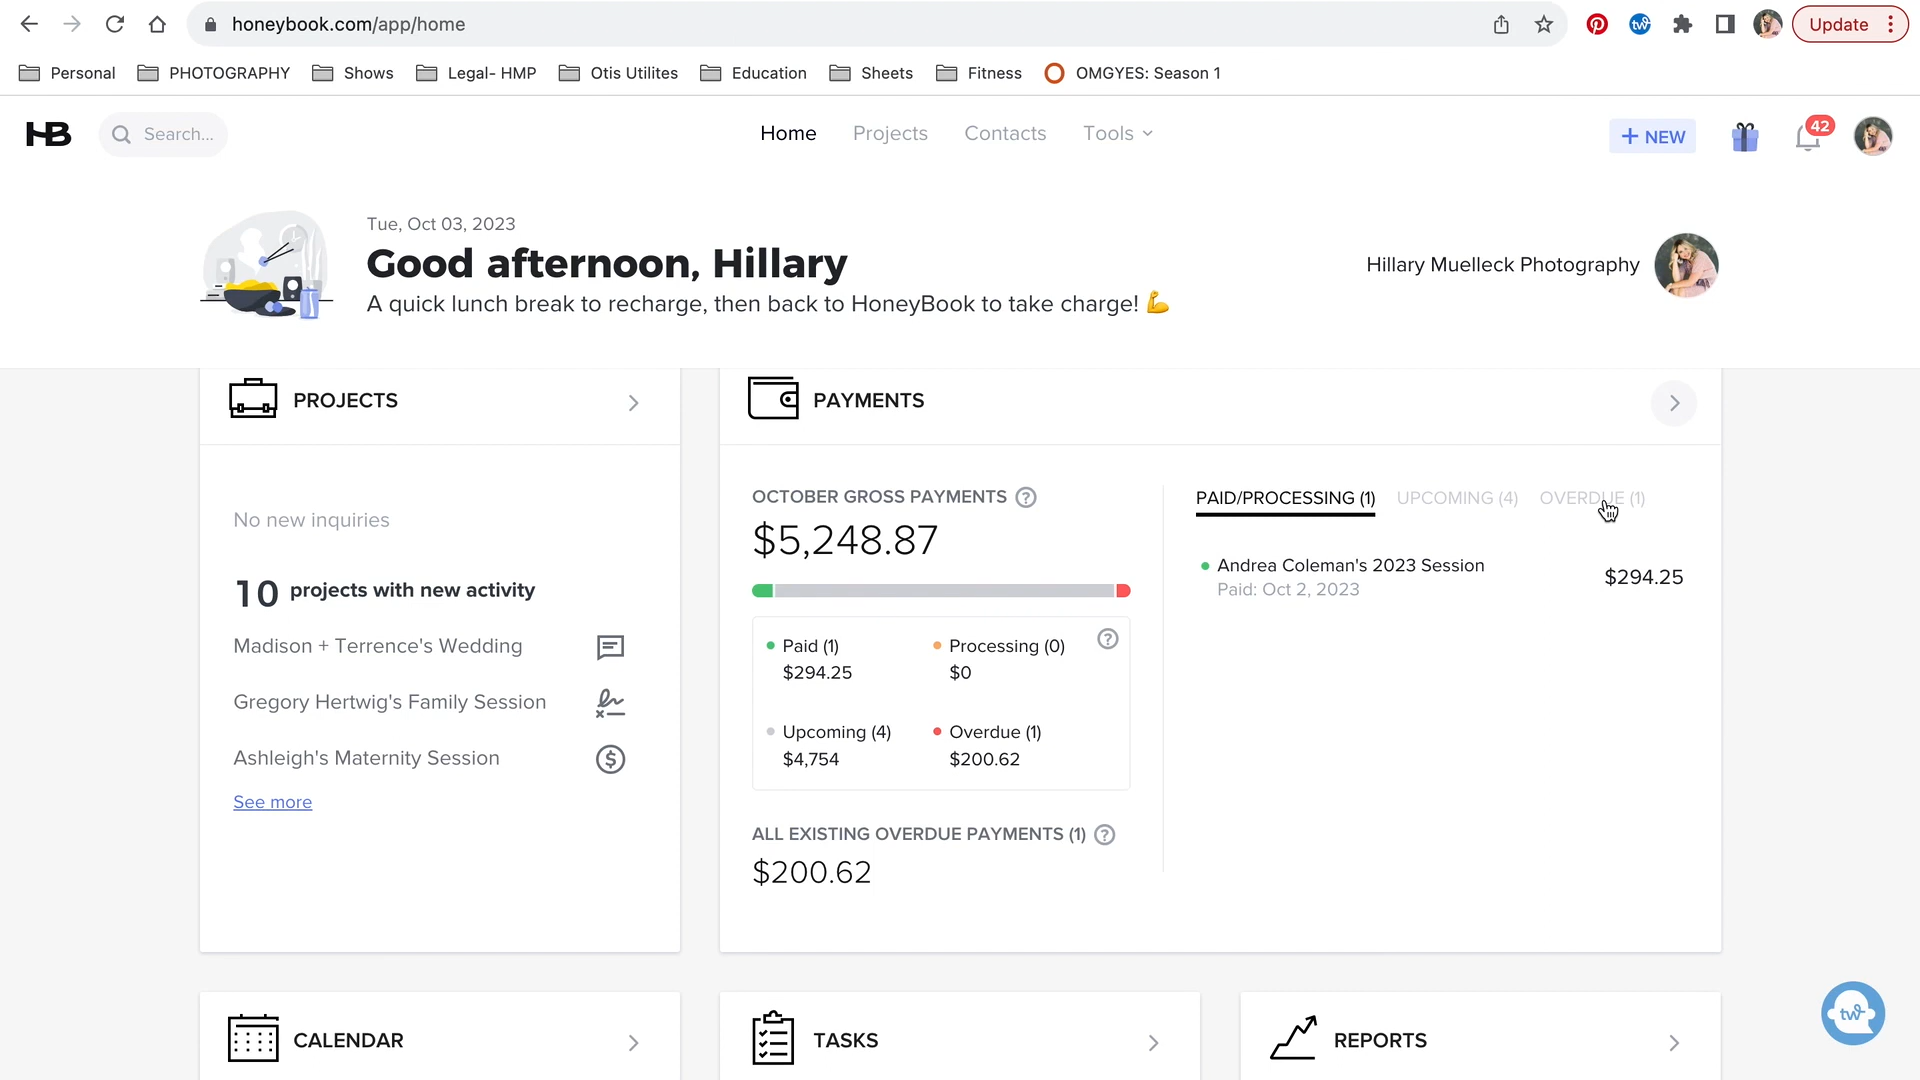 honeybook.com/app/home
Update
Personal PHOTOGRAPHY Shows Legal- HMP Otis Utilites Education Sheets Fitness OMGYES: Season 1
HB Search... Home Projects Contacts Tools + NEW 42
Tue, Oct 03, 2023
Good afternoon, Hillary
A quick lunch break to recharge, then back to HoneyBook to take charge! 💪
Hillary Muelleck Photography
PROJECTS
No new inquiries
10 projects with new activity
Madison + Terrence's Wedding
Gregory Hertwig's Family Session
Ashleigh's Maternity Session
See more
PAYMENTS
OCTOBER GROSS PAYMENTS ?
$5,248.87
Paid (1)
$294.25
Processing (0)
$0
?
Upcoming (4)
$4,754
Overdue (1)
$200.62
ALL EXISTING OVERDUE PAYMENTS (1) ?
$200.62
PAID/PROCESSING (1) UPCOMING (4) OVERDUE (1)
Andrea Coleman's 2023 Session
Paid: Oct 2, 2023
$294.25
CALENDAR
TASKS
REPORTS
tw